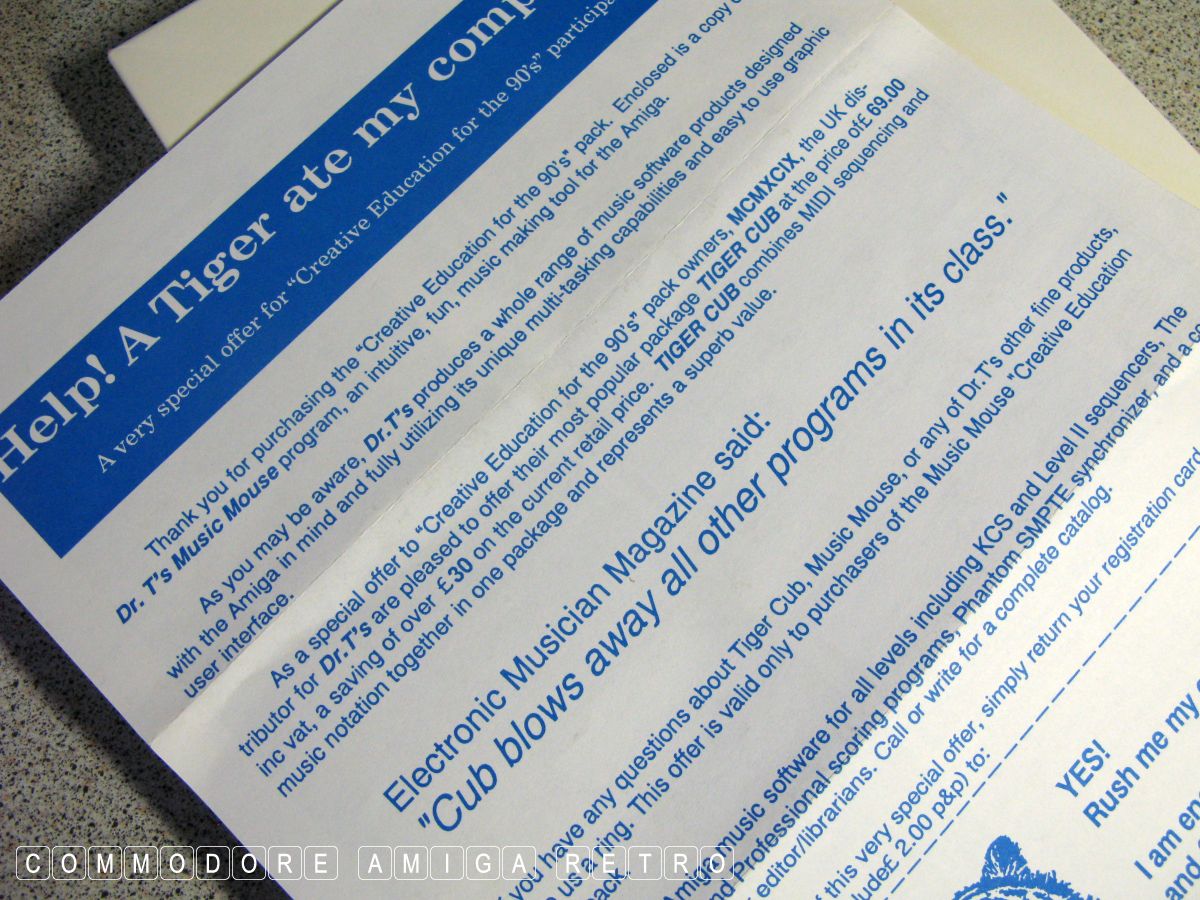 Help! A Tiger ate my comp
A very special offer for "Creative Education for the 90's" participa
Thank you for purchasing the "Creative Education for the 90's" pack. Enclosed is a copy o
Dr. T's Music Mouse program, an intuitive, fun, music making tool for the Amiga.
As you may be aware, Dr.T's produces a whole range of music software products designed
with the Amiga in mind and fully utilizing its unique multi-tasking capabilities and easy to use graphic
user interface.
As a special offer to "Creative Education for the 90's" pack owners, MCMXCIX, the UK dis-
tributor for Dr.T's are pleased to offer their most popular package TIGER CUB at the price of£ 69.00
inc vat, a saving of over £30 on the current retail price. TIGER CUB combines MIDI sequencing and
music notation together in one package and represents a superb value.
Electronic Musician Magazine said:
"Cub blows away all other programs in its class."
you have any questions about Tiger Cub, Music Mouse, or any of Dr.T's other fine products,
e us a ring. This offer is valid only to purchasers of the Music Mouse "Creative Education
pack.
Amiga music software for all levels including KCS and Level II sequencers, The
and professional scoring programs, Phantom SMPTE synchronizer, and a c
editor/librarians. Call or write for a complete catalog.
f this very special offer, simply return your registration card
lude£ 2.00 p&p) to:
YES!
Rush me my
I am en
and
COMMODORE AMIGA RETRO